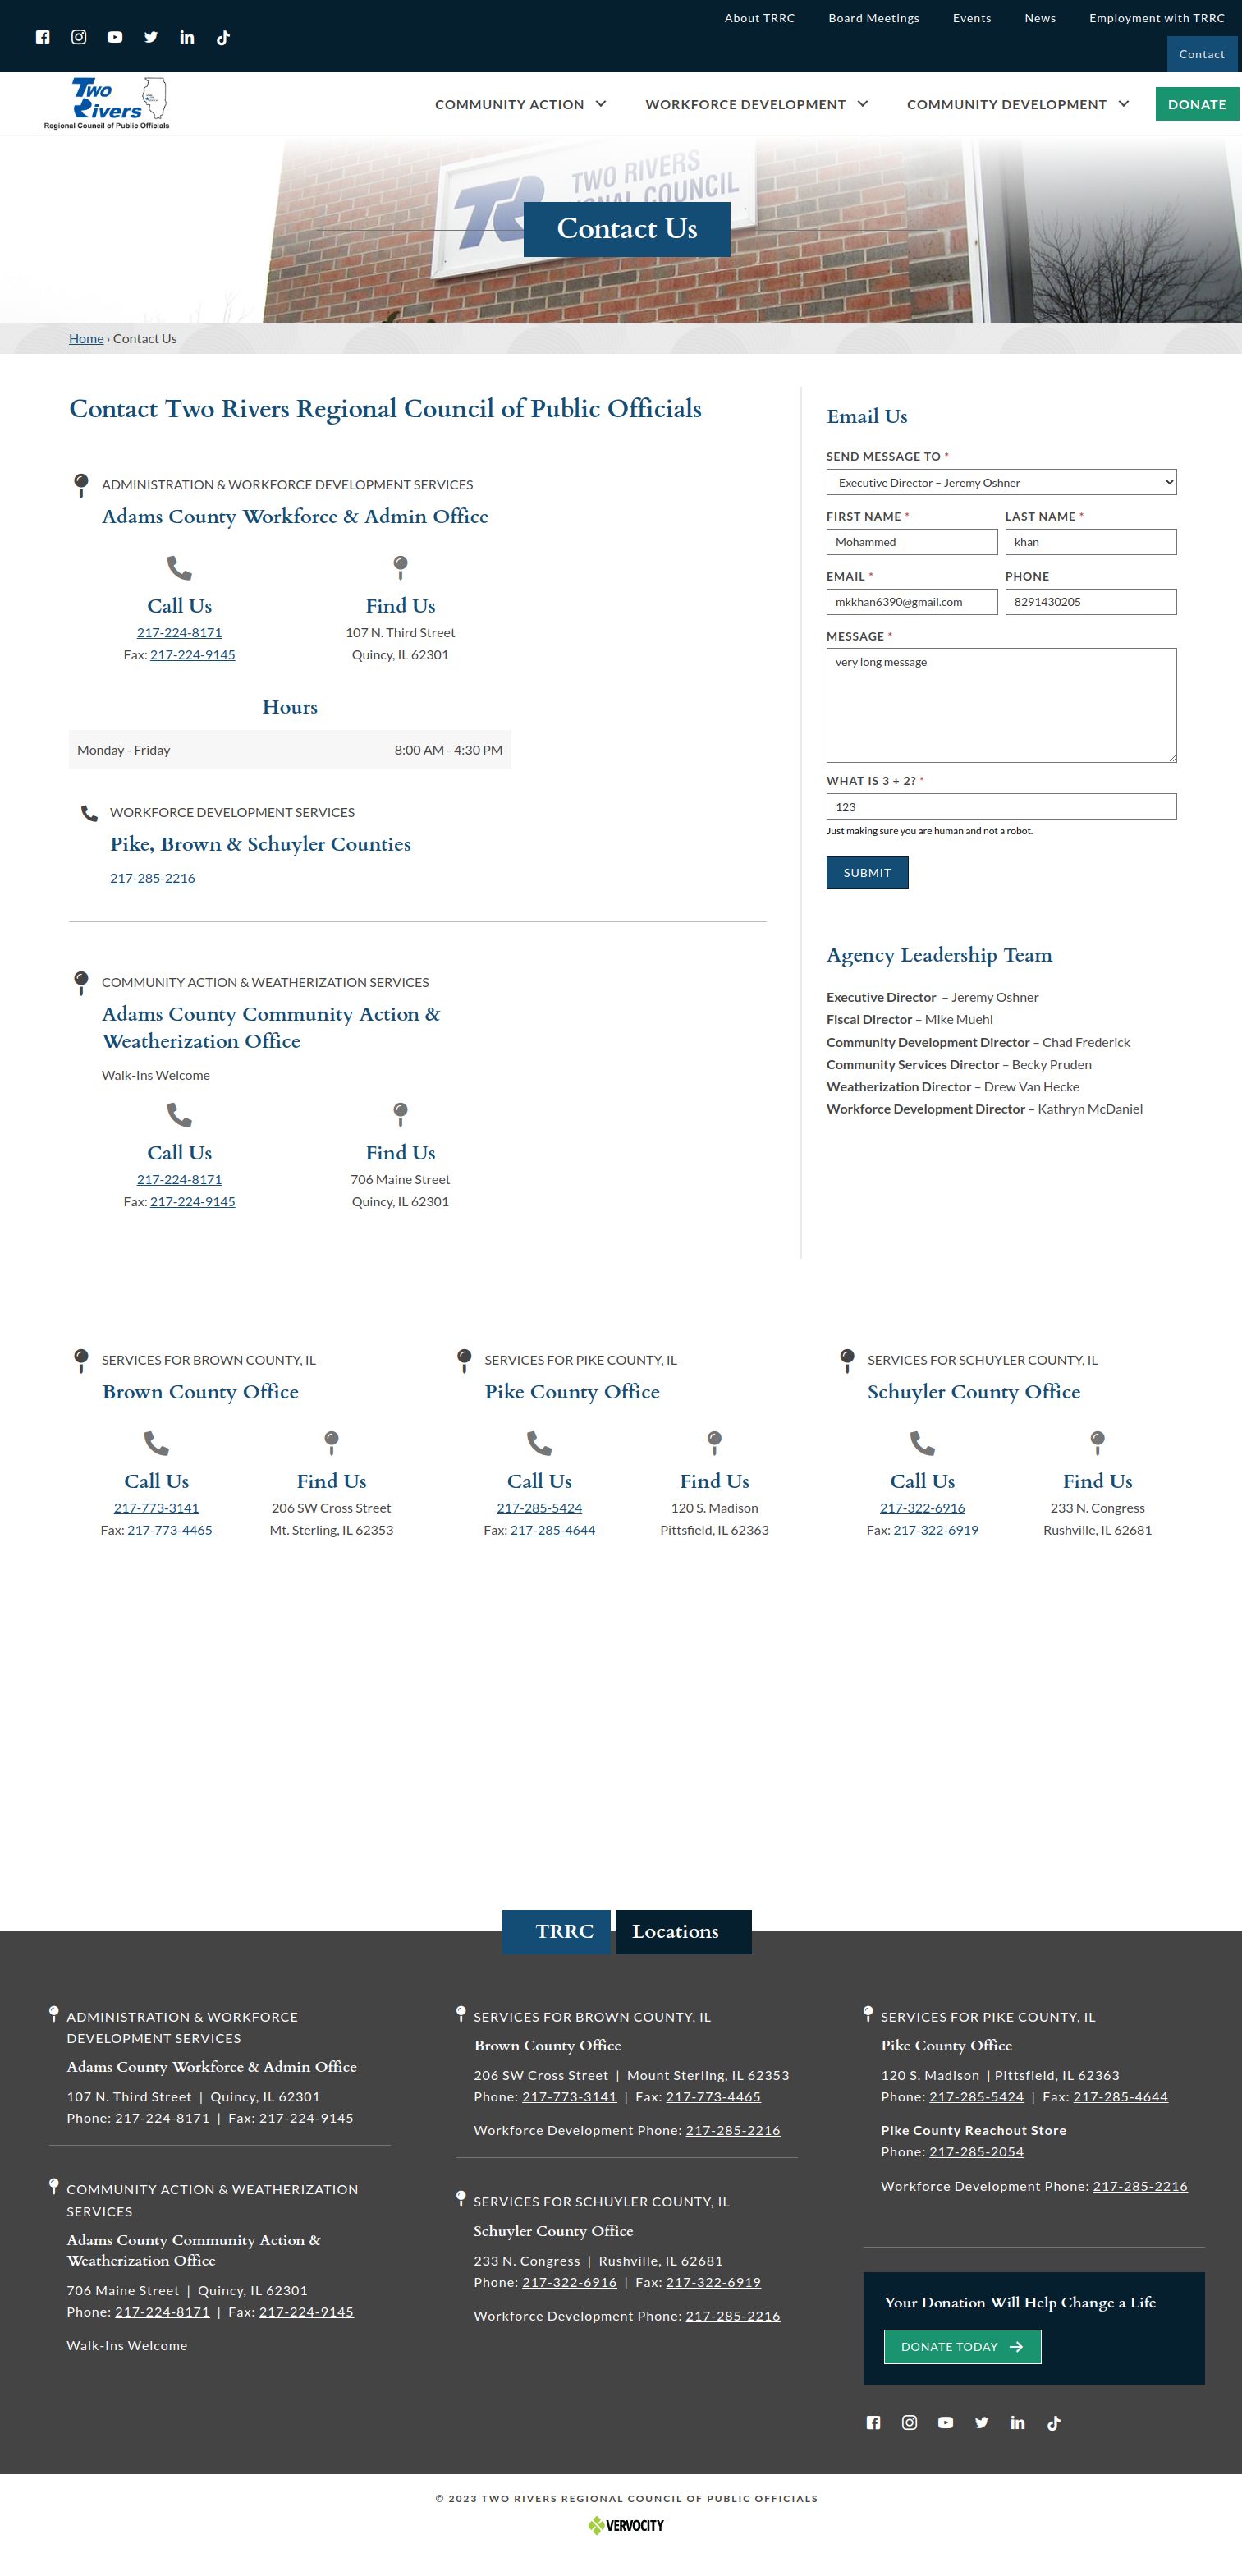 About TRRC
Board Meetings
Events
News
Employment with TRRC
Contact
Two
Rivers
Regional Council of Public Officials
COMMUNITY ACTION
WORKFORCE DEVELOPMENT
COMMUNITY DEVELOPMENT
DONATE
TWO RIVERS
COUNCIL
Contact Us
Home › Contact Us
Contact Two Rivers Regional Council of Public Officials
ADMINISTRATION & WORKFORCE DEVELOPMENT SERVICES
Adams County Workforce & Admin Office
Call Us
217-224-8171
Fax: 217-224-9145
Find Us
107 N. Third Street
Quincy, IL 62301
Hours
Monday - Friday 8:00 AM - 4:30 PM
WORKFORCE DEVELOPMENT SERVICES
Pike, Brown & Schuyler Counties
217-285-2216
COMMUNITY ACTION & WEATHERIZATION SERVICES
Adams County Community Action &
Weatherization Office
Walk-Ins Welcome
Call Us
217-224-8171
Fax: 217-224-9145
Find Us
706 Maine Street
Quincy, IL 62301
Email Us
SEND MESSAGE TO *
Executive Director – Jeremy Oshner
FIRST NAME *
Mohammed
LAST NAME *
khan
EMAIL *
mkkhan6390@gmail.com
PHONE
8291430205
MESSAGE *
very long message
WHAT IS 3 + 2? *
123
Just making sure you are human and not a robot.
SUBMIT
Agency Leadership Team
Executive Director – Jeremy Oshner
Fiscal Director – Mike Muehl
Community Development Director – Chad Frederick
Community Services Director – Becky Pruden
Weatherization Director – Drew Van Hecke
Workforce Development Director – Kathryn McDaniel
SERVICES FOR BROWN COUNTY, IL
Brown County Office
Call Us
217-773-3141
Fax: 217-773-4465
Find Us
206 SW Cross Street
Mt. Sterling, IL 62353
SERVICES FOR PIKE COUNTY, IL
Pike County Office
Call Us
217-285-5424
Fax: 217-285-4644
Find Us
120 S. Madison
Pittsfield, IL 62363
SERVICES FOR SCHUYLER COUNTY, IL
Schuyler County Office
Call Us
217-322-6916
Fax: 217-322-6919
Find Us
233 N. Congress
Rushville, IL 62681
TRRC Locations
ADMINISTRATION & WORKFORCE
DEVELOPMENT SERVICES
Adams County Workforce & Admin Office
107 N. Third Street | Quincy, IL 62301
Phone: 217-224-8171 | Fax: 217-224-9145
COMMUNITY ACTION & WEATHERIZATION
SERVICES
Adams County Community Action &
Weatherization Office
706 Maine Street | Quincy, IL 62301
Phone: 217-224-8171 | Fax: 217-224-9145
Walk-Ins Welcome
SERVICES FOR BROWN COUNTY, IL
Brown County Office
206 SW Cross Street | Mount Sterling, IL 62353
Phone: 217-773-3141 | Fax: 217-773-4465
Workforce Development Phone: 217-285-2216
SERVICES FOR SCHUYLER COUNTY, IL
Schuyler County Office
233 N. Congress | Rushville, IL 62681
Phone: 217-322-6916 | Fax: 217-322-6919
Workforce Development Phone: 217-285-2216
SERVICES FOR PIKE COUNTY, IL
Pike County Office
120 S. Madison | Pittsfield, IL 62363
Phone: 217-285-5424 | Fax: 217-285-4644
Pike County Reachout Store
Phone: 217-285-2054
Workforce Development Phone: 217-285-2216
Your Donation Will Help Change a Life
DONATE TODAY
© 2023 TWO RIVERS REGIONAL COUNCIL OF PUBLIC OFFICIALS
VERVOCITY